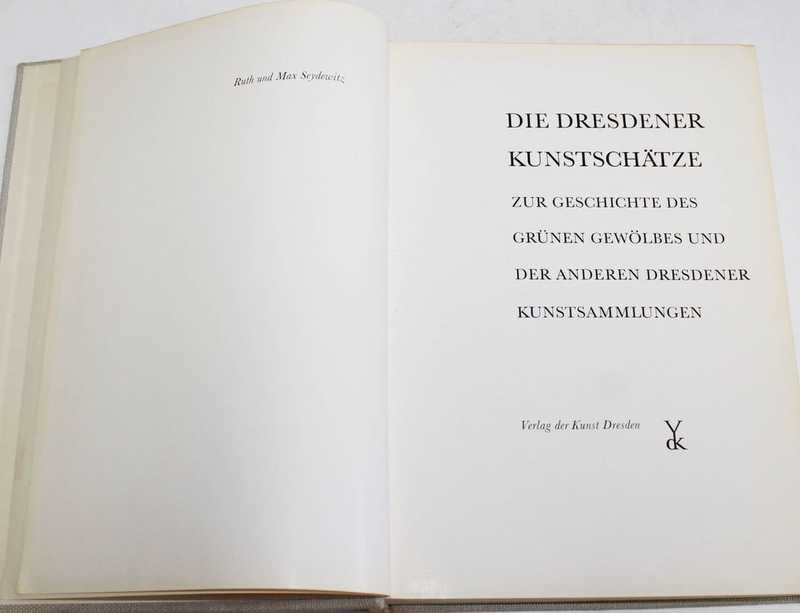 Ruth und Max Seydewitz
DIE DRESDENER
KUNSTSCHÄTZE
ZUR GESCHICHTE DES
GRÜNEN GEWÖLBES UND
DER ANDEREN DRESDENER
KUNSTSAMMLUNGEN
Verlag der Kunst Dresden
VdK